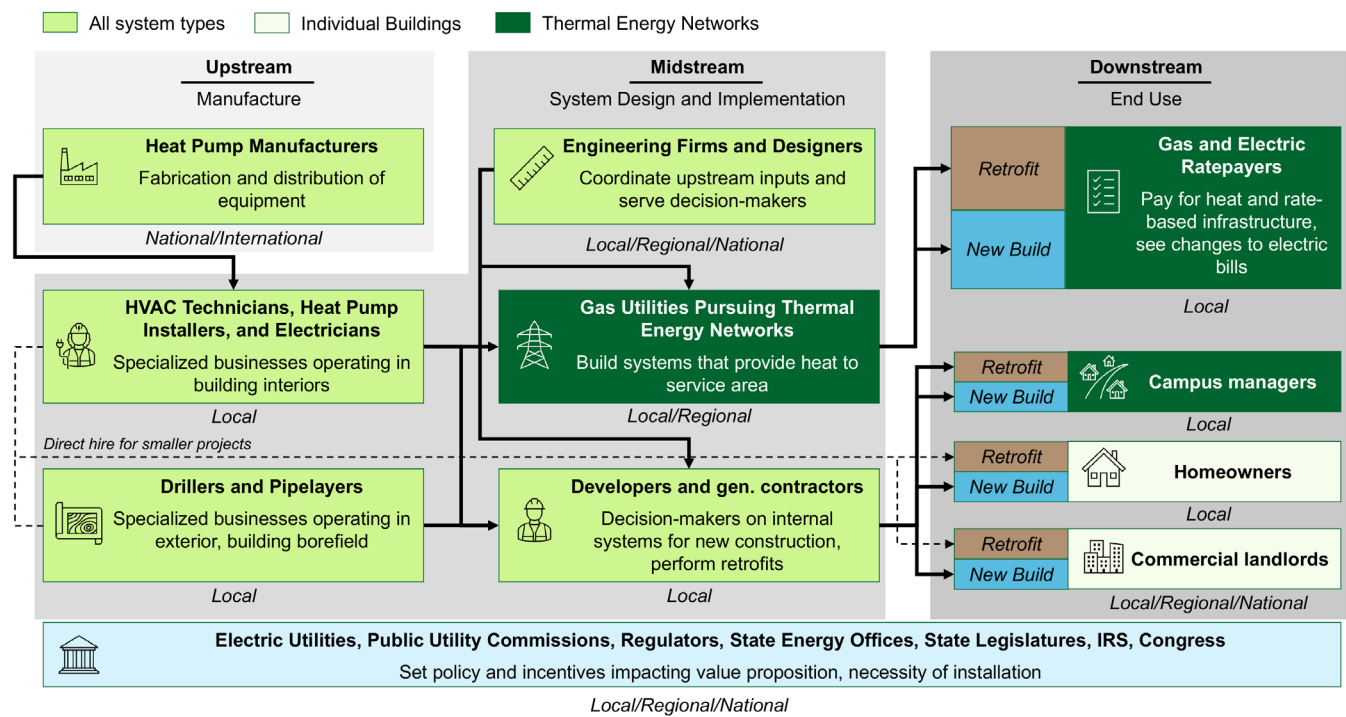 All system types
Individual Buildings
Thermal Energy Networks
Upstream
Manufacture
Heat Pump Manufacturers
Fabrication and distribution of
equipment
National/International
HVAC Technicians, Heat Pump
Installers, and Electricians
Specialized businesses operating in
building interiors
Local
Direct hire for smaller projects
Drillers and Pipelayers
Specialized businesses operating in
exterior, building borefield
Local
Midstream
System Design and Implementation
Engineering Firms and Designers
Coordinate upstream inputs and
serve decision-makers
Local/Regional/National
Gas Utilities Pursuing Thermal
Energy Networks
Build systems that provide heat to
service area
Local/Regional
Developers and gen. contractors
Decision-makers on internal
systems for new construction,
perform retrofits
Local
Downstream
End Use
Retrofit
New Build
Gas and Electric
Ratepayers
Pay for heat and rate-
based infrastructure,
see changes to electric
bills
Local
Retrofit
New Build
Campus managers
Local
Retrofit
New Build
Homeowners
Local
Retrofit
New Build
Commercial landlords
Local/Regional/National
Electric Utilities, Public Utility Commissions, Regulators, State Energy Offices, State Legislatures, IRS, Congress
Set policy and incentives impacting value proposition, necessity of installation
Local/Regional/National